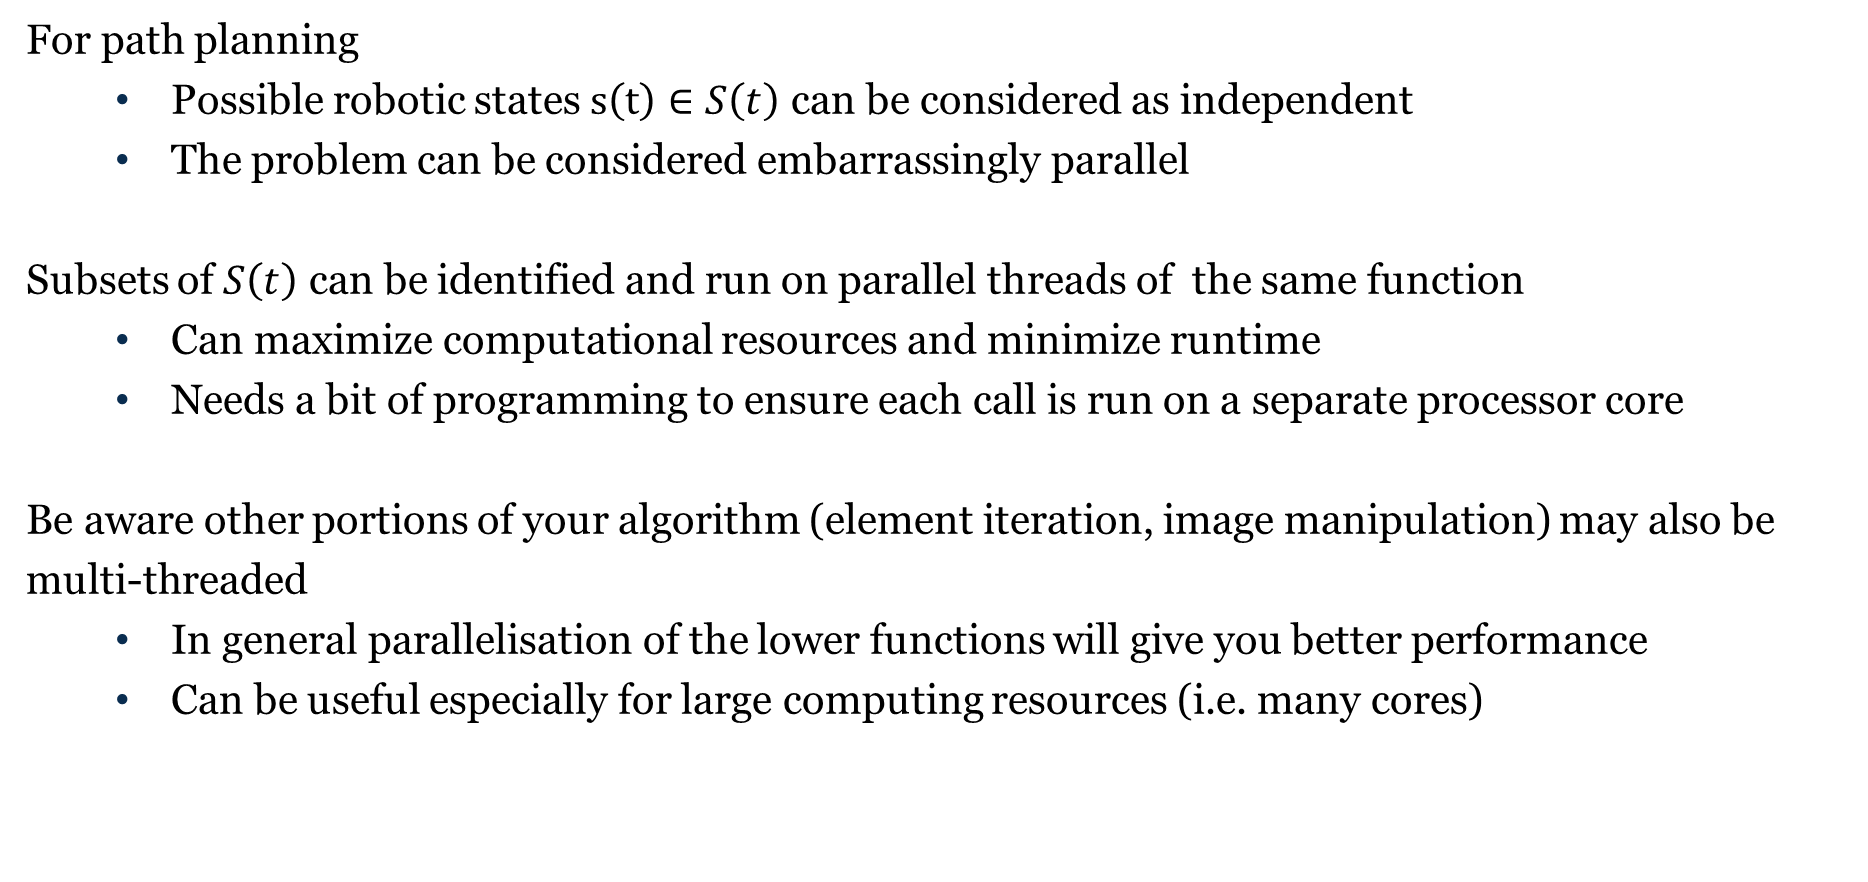 For path planning
• Possible robotic states s(t) ∈ S(t) can be considered as independent
• The problem can be considered embarrassingly parallel
Subsets of S(t) can be identified and run on parallel threads of  the same function
• Can maximize computational resources and minimize runtime
• Needs a bit of programming to ensure each call is run on a separate processor core
Be aware other portions of your algorithm (element iteration, image manipulation) may also be
multi-threaded
• In general parallelisation of the lower functions will give you better performance
• Can be useful especially for large computing resources (i.e. many cores)